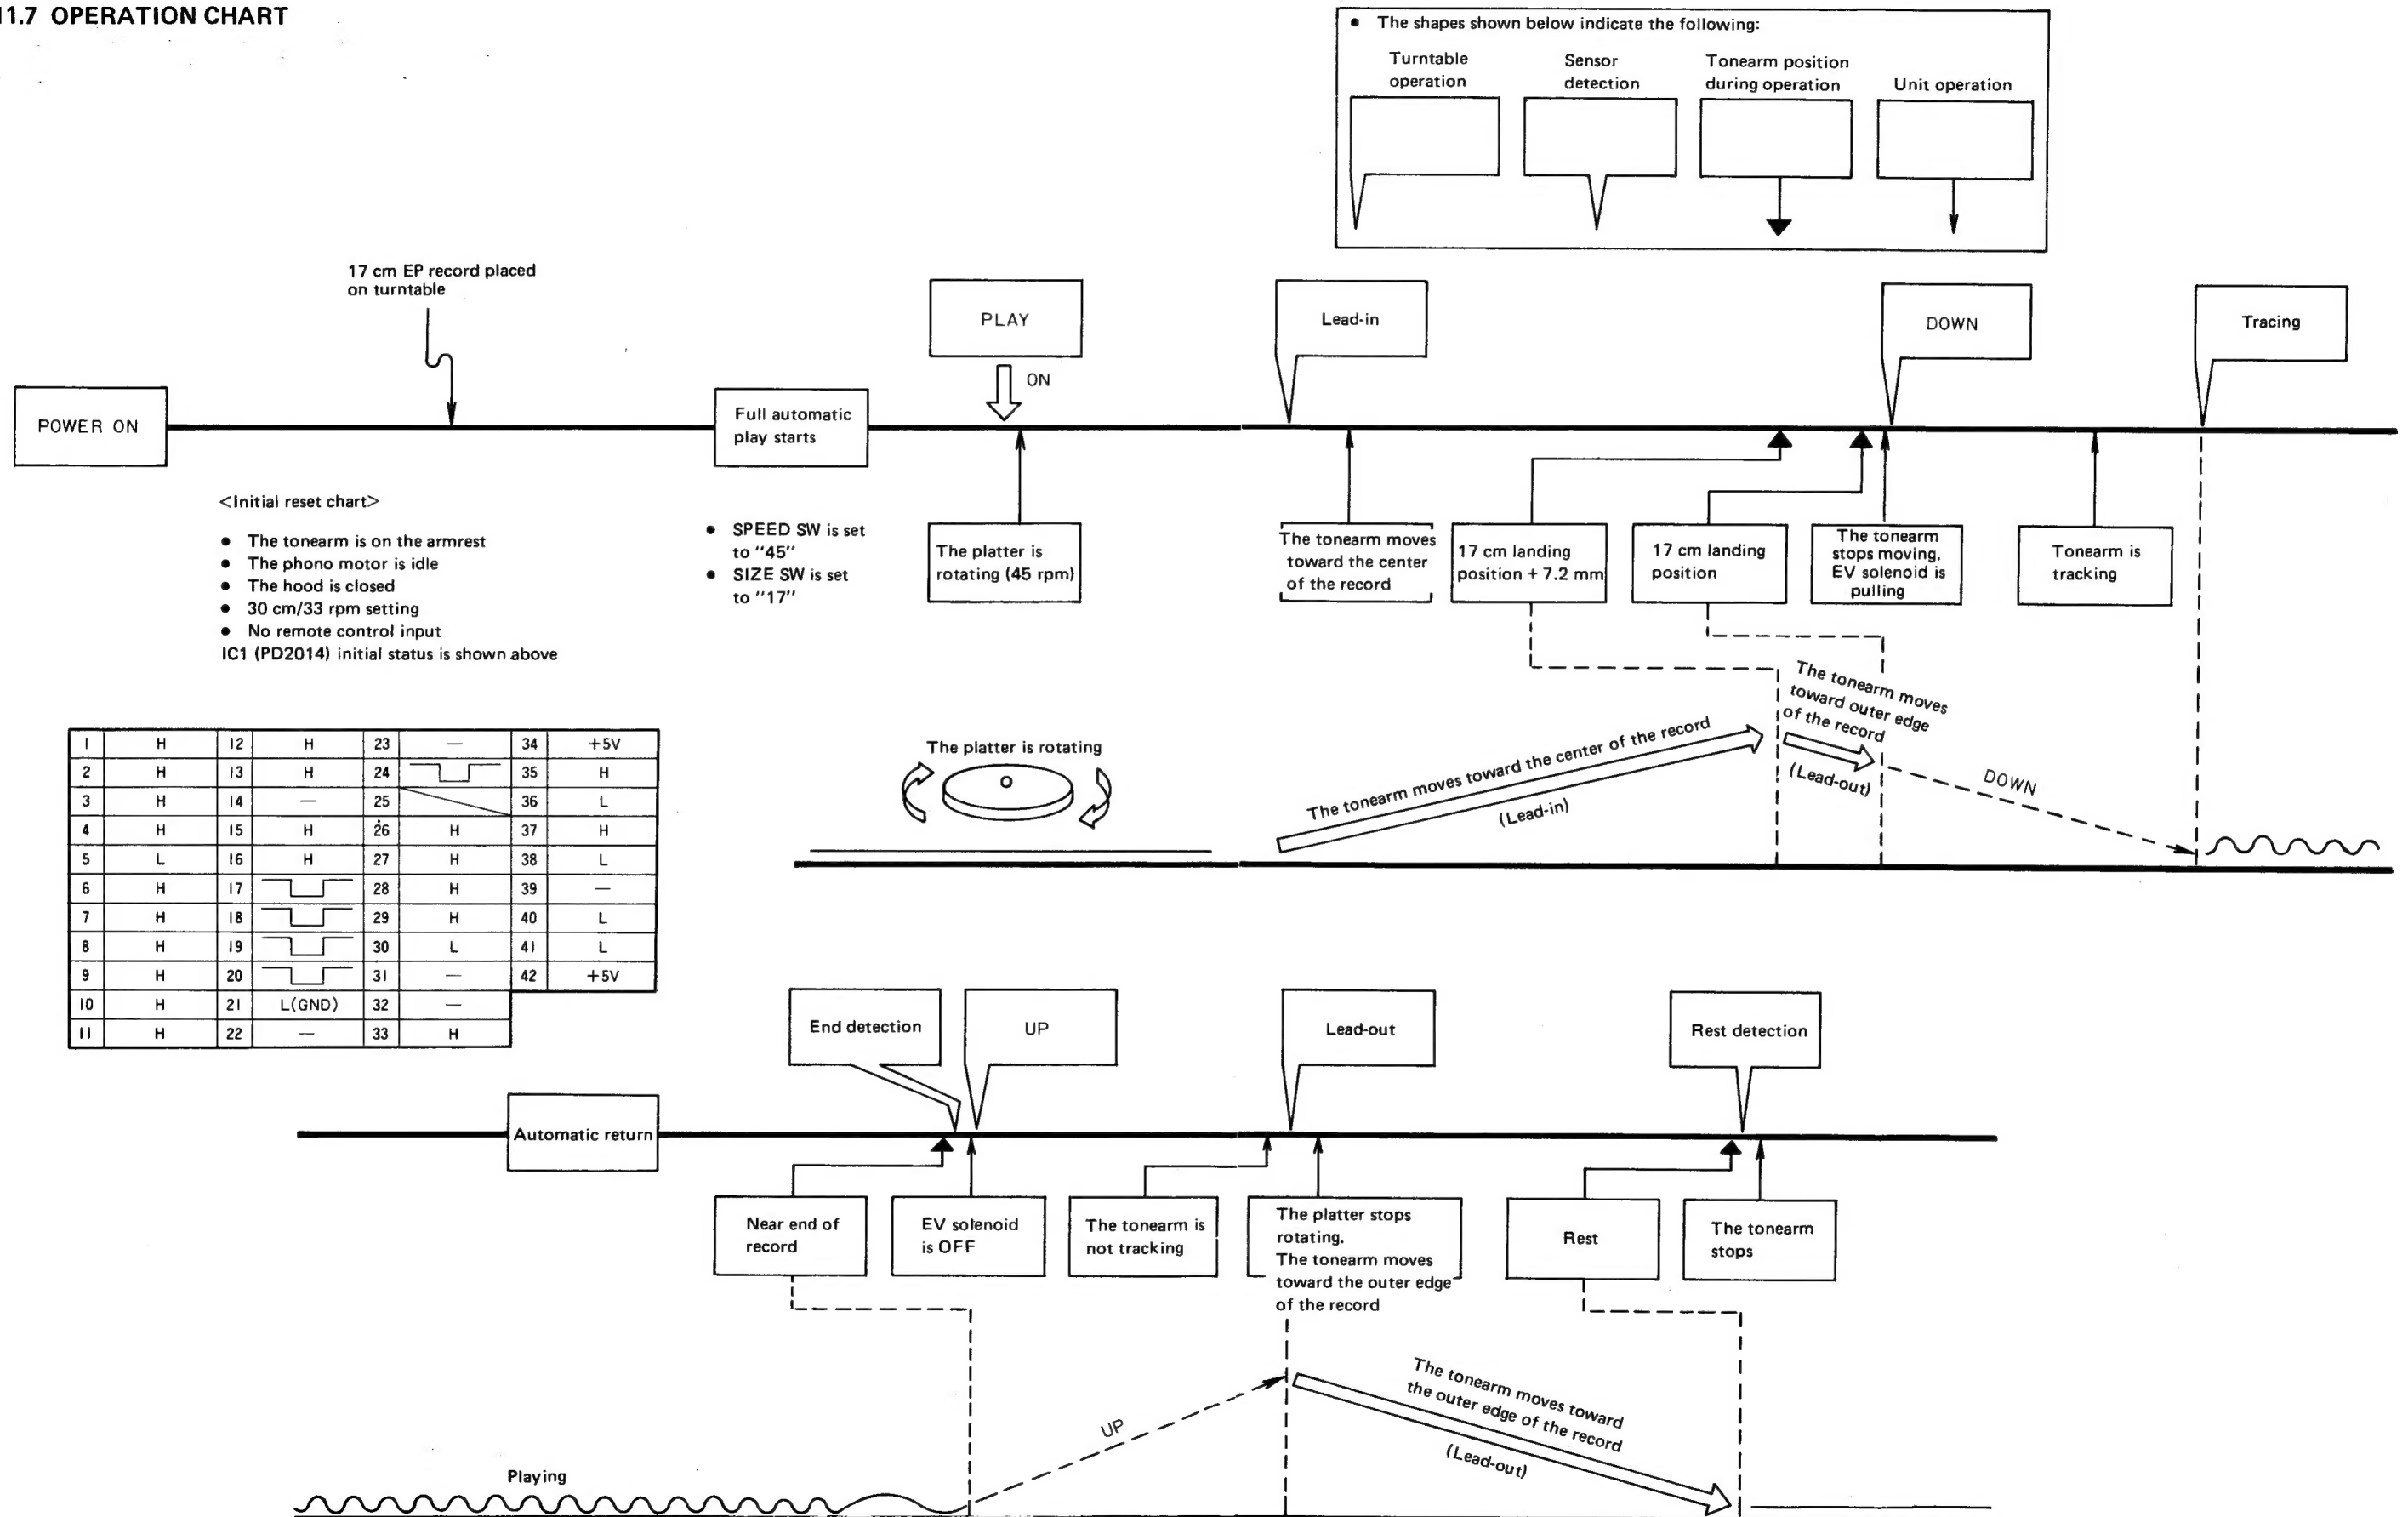 11.7 OPERATION CHART
• The shapes shown below indicate the following:
Turntable
operation
Sensor
detection
Tonearm position
during operation
Unit operation
17 cm EP record placed
on turntable
PLAY
ON
Lead-in
DOWN
Tracing
POWER ON
Full automatic
play starts
<Initial reset chart>
• The tonearm is on the armrest
• The phono motor is idle
• The hood is closed
• 30 cm/33 rpm setting
• No remote control input
IC1 (PD2014) initial status is shown above
• SPEED SW is set
to "45"
• SIZE SW is set
to "17"
The platter is
rotating (45 rpm)
The tonearm moves
toward the center
of the record
17 cm landing
position + 7.2 mm
17 cm landing
position
The tonearm
stops moving.
EV solenoid is
pulling
Tonearm is
tracking
The platter is rotating
The tonearm moves toward the center of the record
(Lead-in)
The tonearm moves
toward outer edge
of the record
(Lead-out)
DOWN
1 H 12 H 23 — 34 +5V
2 H 13 H 24 35 H
3 H 14 — 25 36 L
4 H 15 H 26 H 37 H
5 L 16 H 27 H 38 L
6 H 17 28 H 39 —
7 H 18 29 H 40 L
8 H 19 30 L 41 L
9 H 20 31 — 42 +5V
10 H 21 L(GND) 32 —
11 H 22 — 33 H
End detection
UP
Lead-out
Rest detection
Automatic return
Near end of
record
EV solenoid
is OFF
The tonearm is
not tracking
The platter stops
rotating.
The tonearm moves
toward the outer edge
of the record
Rest
The tonearm
stops
Playing
UP
The tonearm moves toward
the outer edge of the record
(Lead-out)